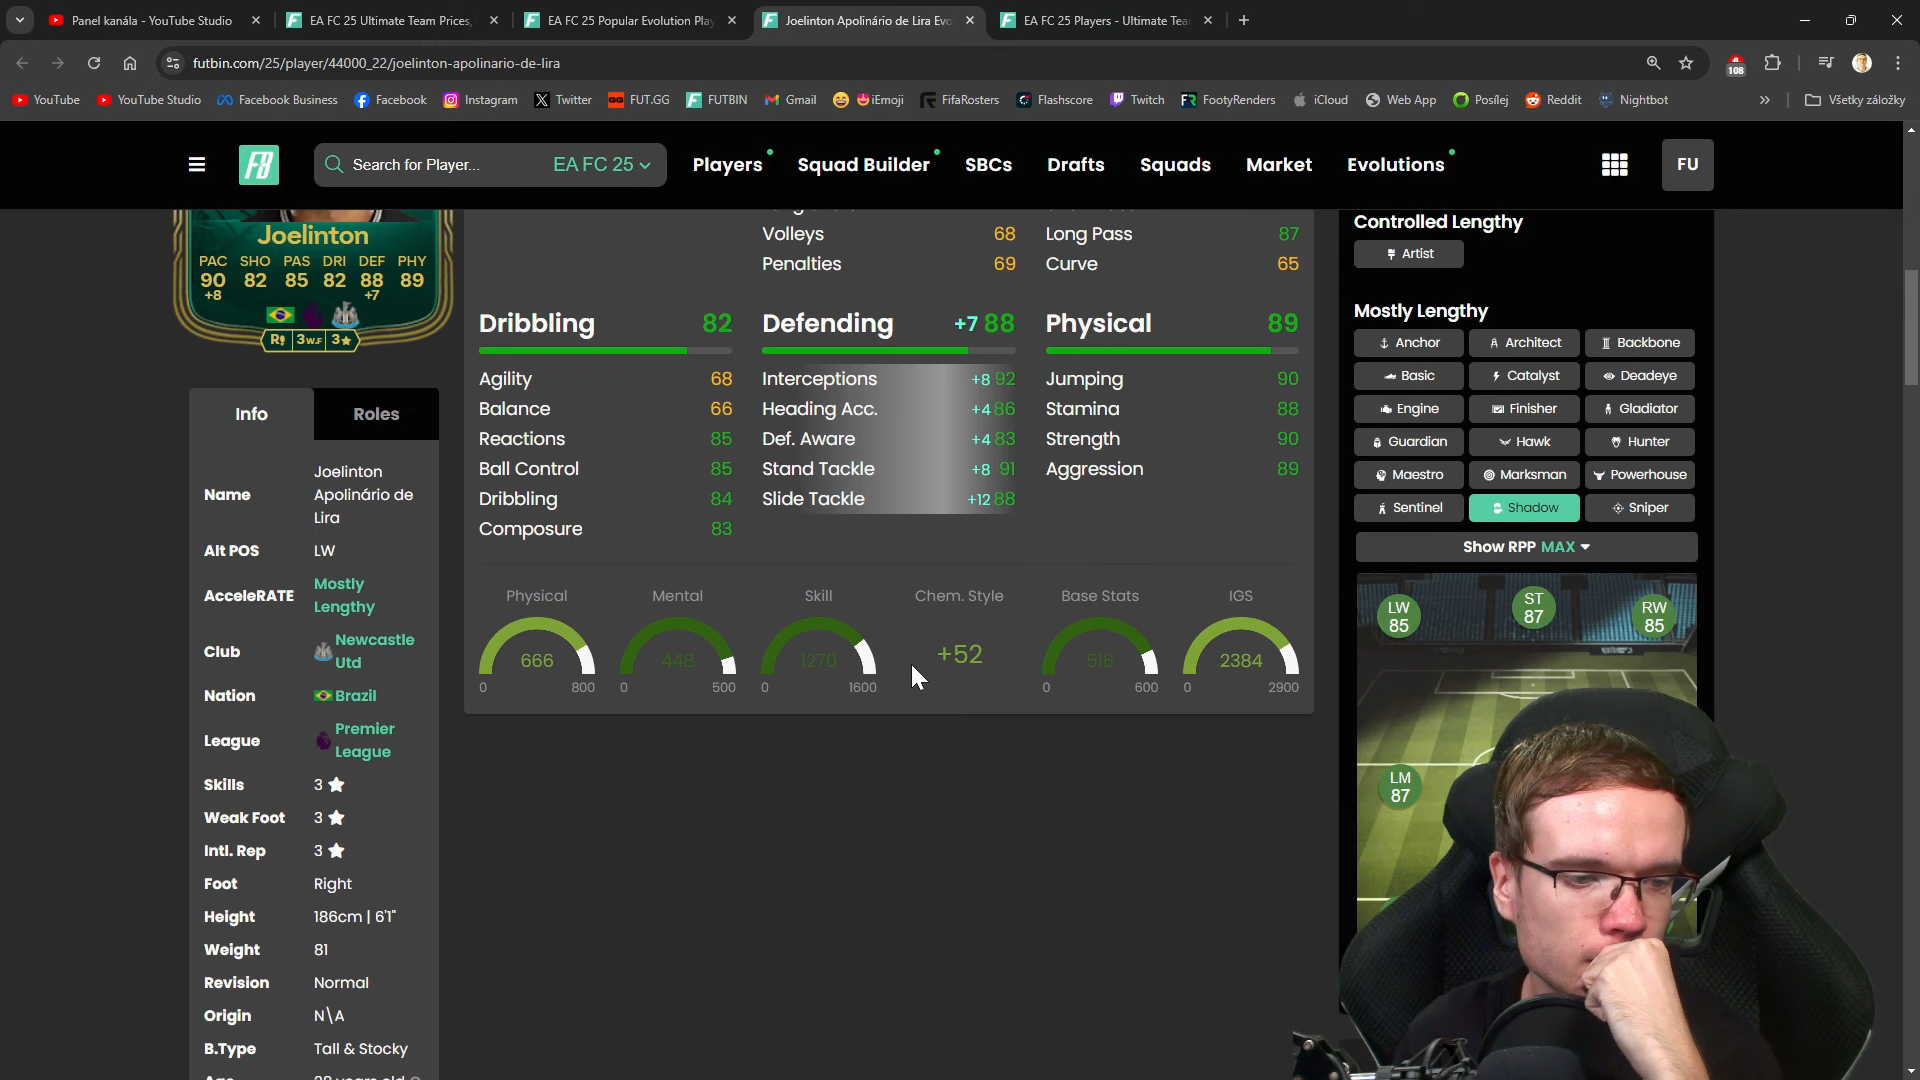 Panel kanála - YouTube Studio
EA FC 25 Ultimate Team Prices,
EA FC 25 Popular Evolution Pla
Joelinton Apolinário de Lira Evo
EA FC 25 Players - Ultimate Tea
futbin.com/25/player/44000_22/joelinton-apolinario-de-lira
108
YouTube
YouTube Studio
Facebook Business
Facebook
Instagram
Twitter
GG FUT.GG
FUTBIN
Gmail
iEmoji
FifaRosters
Flashscore
Twitch
FR FootyRenders
iCloud
Web App
Posílej
Reddit
Nightbot
»
Všetky záložky
FB
Search for Player...
EA FC 25
Players
Squad Builder
SBCs
Drafts
Squads
Market
Evolutions
FU
Joelinton
PAC SHO PAS DRI DEF PHY
90 82 85 82 88 89
+8 +7
R 3 W.F 3★
Info
Roles
Name Joelinton Apolinário de Lira
Alt POS LW
AcceleRATE Mostly Lengthy
Club Newcastle Utd
Nation Brazil
League Premier League
Skills 3
Weak Foot 3
Intl. Rep 3
Foot Right
Height 186cm | 6'1"
Weight 81
Revision Normal
Origin N\A
B.Type Tall & Stocky
Volleys 68
Penalties 69
Long Pass 87
Curve 65
Dribbling 82
Agility 68
Balance 66
Reactions 85
Ball Control 85
Dribbling 84
Composure 83
Defending +7 88
Interceptions +8 92
Heading Acc. +4 86
Def. Aware +4 83
Stand Tackle +8 91
Slide Tackle +12 88
Physical 89
Jumping 90
Stamina 88
Strength 90
Aggression 89
Physical
666
0 800
Mental
448
0 500
Skill
1270
0 1600
Chem. Style
+52
Base Stats
516
0 600
IGS
2384
0 2900
Controlled Lengthy
Artist
Mostly Lengthy
Anchor
Architect
Backbone
Basic
Catalyst
Deadeye
Engine
Finisher
Gladiator
Guardian
Hawk
Hunter
Maestro
Marksman
Powerhouse
Sentinel
Shadow
Sniper
Show RPP MAX
LW 85
ST 87
RW 85
LM 87